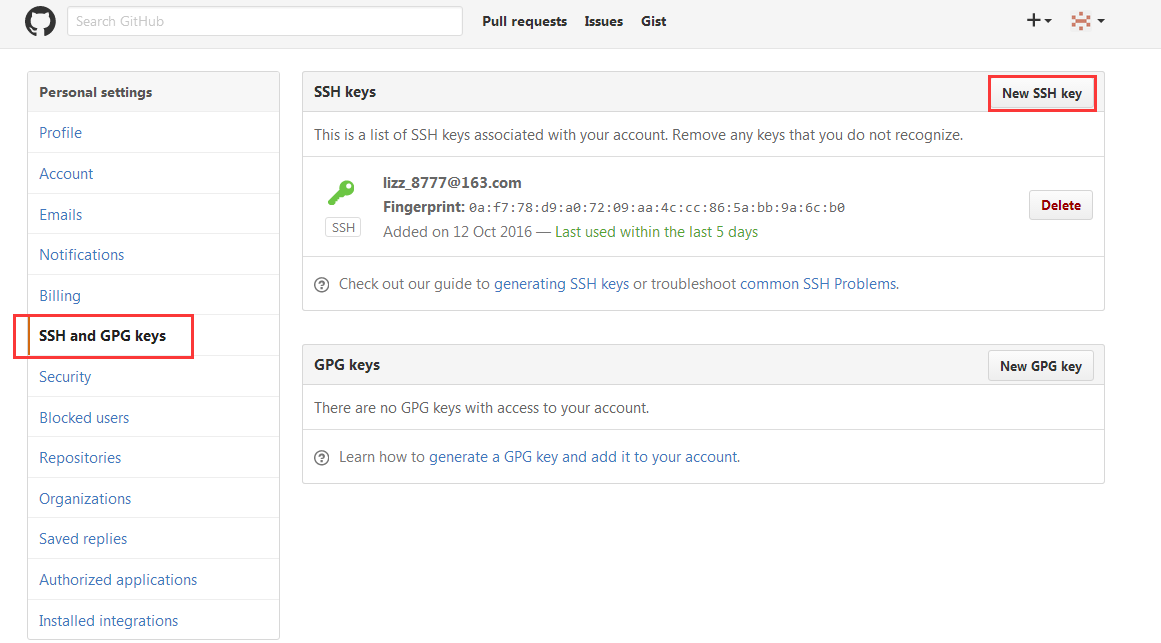 Search GitHub
Pull requests Issues Gist
Personal settings
Profile
Account
Emails
Notifications
Billing
SSH and GPG keys
Security
Blocked users
Repositories
Organizations
Saved replies
Authorized applications
Installed integrations
SSH keys
New SSH key
This is a list of SSH keys associated with your account. Remove any keys that you do not recognize.
SSH
lizz_8777@163.com
Fingerprint: 0a:f7:78:d9:a0:72:09:aa:4c:cc:86:5a:bb:9a:6c:b0
Added on 12 Oct 2016 — Last used within the last 5 days
Delete
Check out our guide to generating SSH keys or troubleshoot common SSH Problems.
GPG keys
New GPG key
There are no GPG keys with access to your account.
Learn how to generate a GPG key and add it to your account.